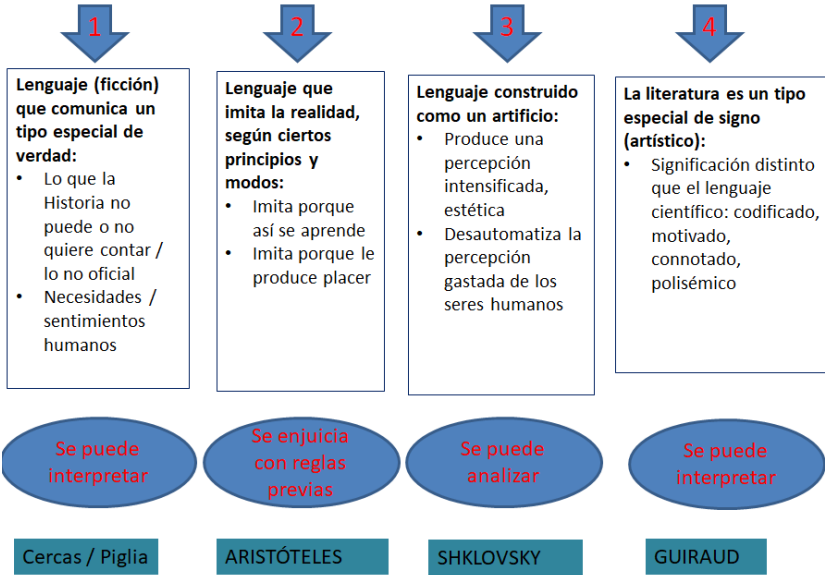 1
Lenguaje (ficción)
que comunica un
tipo especial de
verdad:
• Lo que la
Historia no
puede o no
quiere contar /
lo no oficial
• Necesidades /
sentimientos
humanos
Se puede
interpretar
Cercas / Piglia
2
Lenguaje que
imita la realidad,
según ciertos
principios y
modos:
• Imita porque
así se aprende
• Imita porque le
produce placer
Se enjuicia
con reglas
previas
ARISTÓTELES
3
Lenguaje construido
como un artificio:
• Produce una
percepción
intensificada,
estética
• Desautomatiza la
percepción
gastada de los
seres humanos
Se puede
analizar
SHKLOVSKY
4
La literatura es un tipo
especial de signo
(artístico):
• Significación distinto
que el lenguaje
científico: codificado,
motivado,
connotado,
polisémico
Se puede
interpretar
GUIRAUD